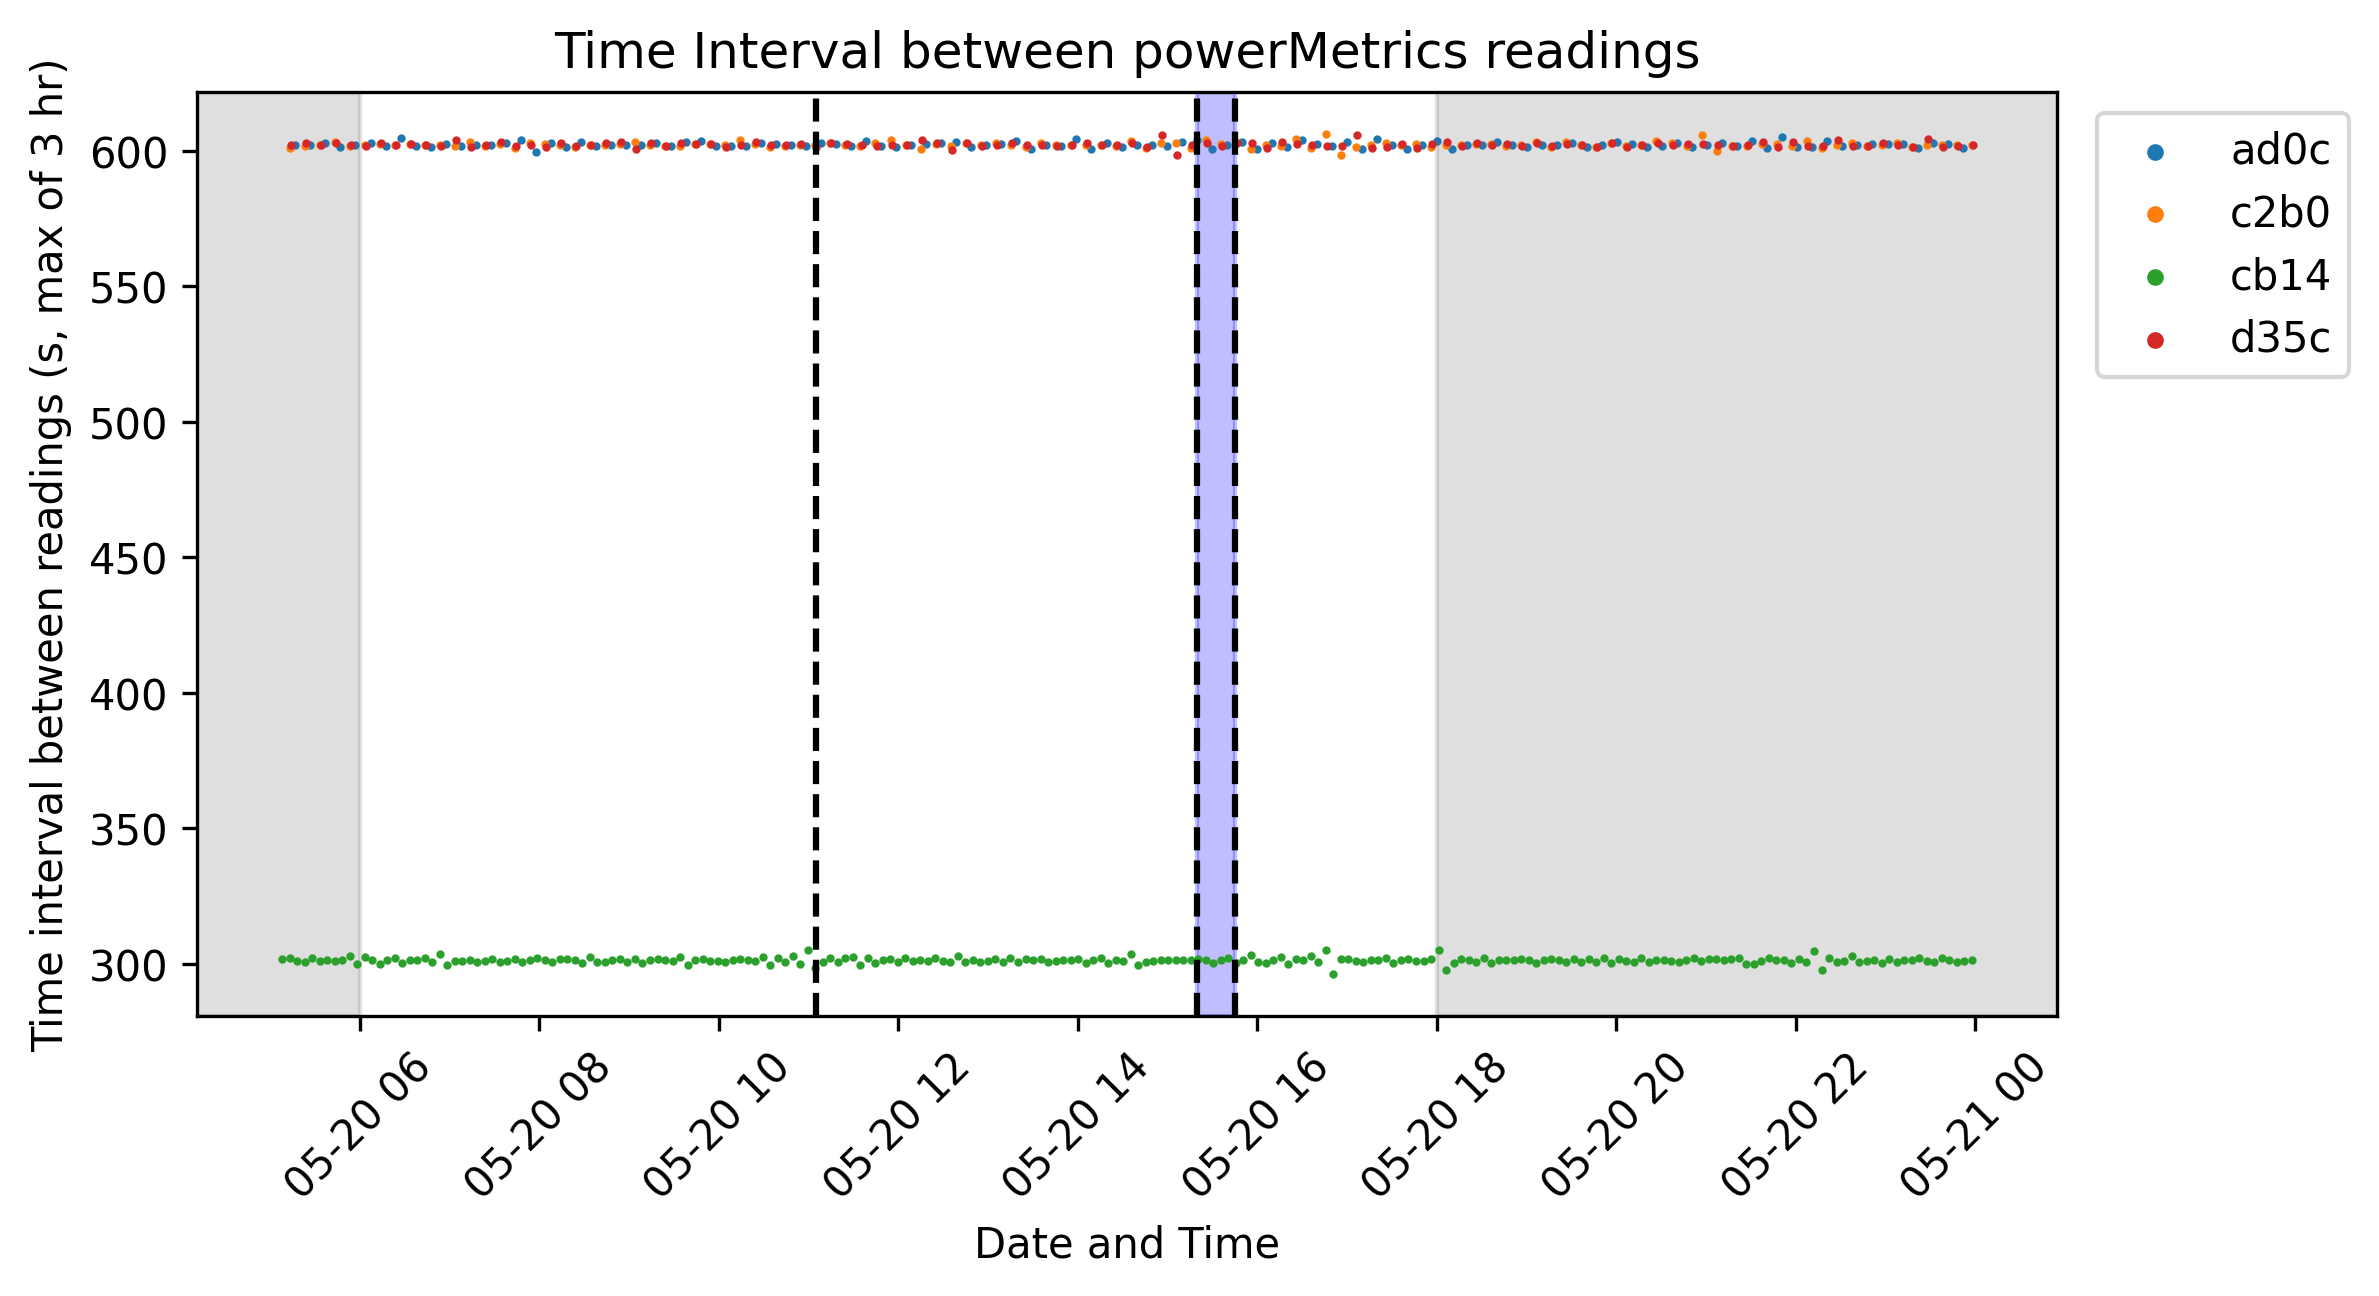 Time Interval between powerMetrics readings
Time interval between readings (s, max of 3 hr)
600
550
500
450
400
350
300
05-20 06
05-20 08
05-20 10
05-20 12
05-20 14
05-20 16
05-20 18
05-20 20
05-20 22
05-21 00
Date and Time
ad0c
c2b0
cb14
d35c